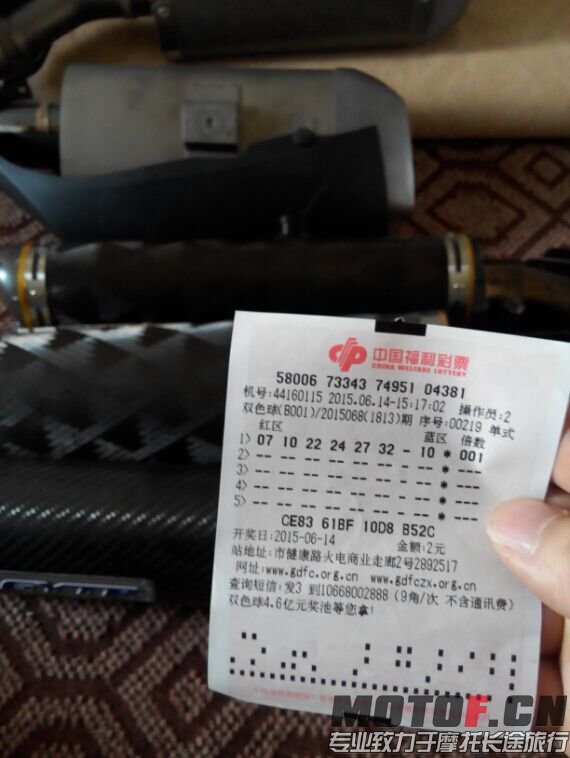 中国福利彩票
CHINA WELFARE LOTTERY
58006 73343 74951 04381
机号:44160115 2015.06.14-15:17:02 操作员:2
双色球(B001)/2015068(1813)期 序号:00219 单式
红区 蓝区 倍数
1> 07 10 22 24 27 32 - 10 * 001
2> -- -- -- -- -- -- - -- * ---
3> -- -- -- -- -- -- - -- * ---
4> -- -- -- -- -- -- - -- * ---
5> -- -- -- -- -- -- - -- * ---
CE83 61BF 10D8 B52C
开奖日:2015-06-14 金额:2元
站地址:市健康路火电商业走廊2号2892517
网址:www.gdfc.org.cn www.gdfczx.org.cn
查询短信:发3 到10668002888 (9角/次 不含通讯费)
双色球4.6亿元奖池等您拿!
MOTOF.CN
专业致力于摩托长途旅行